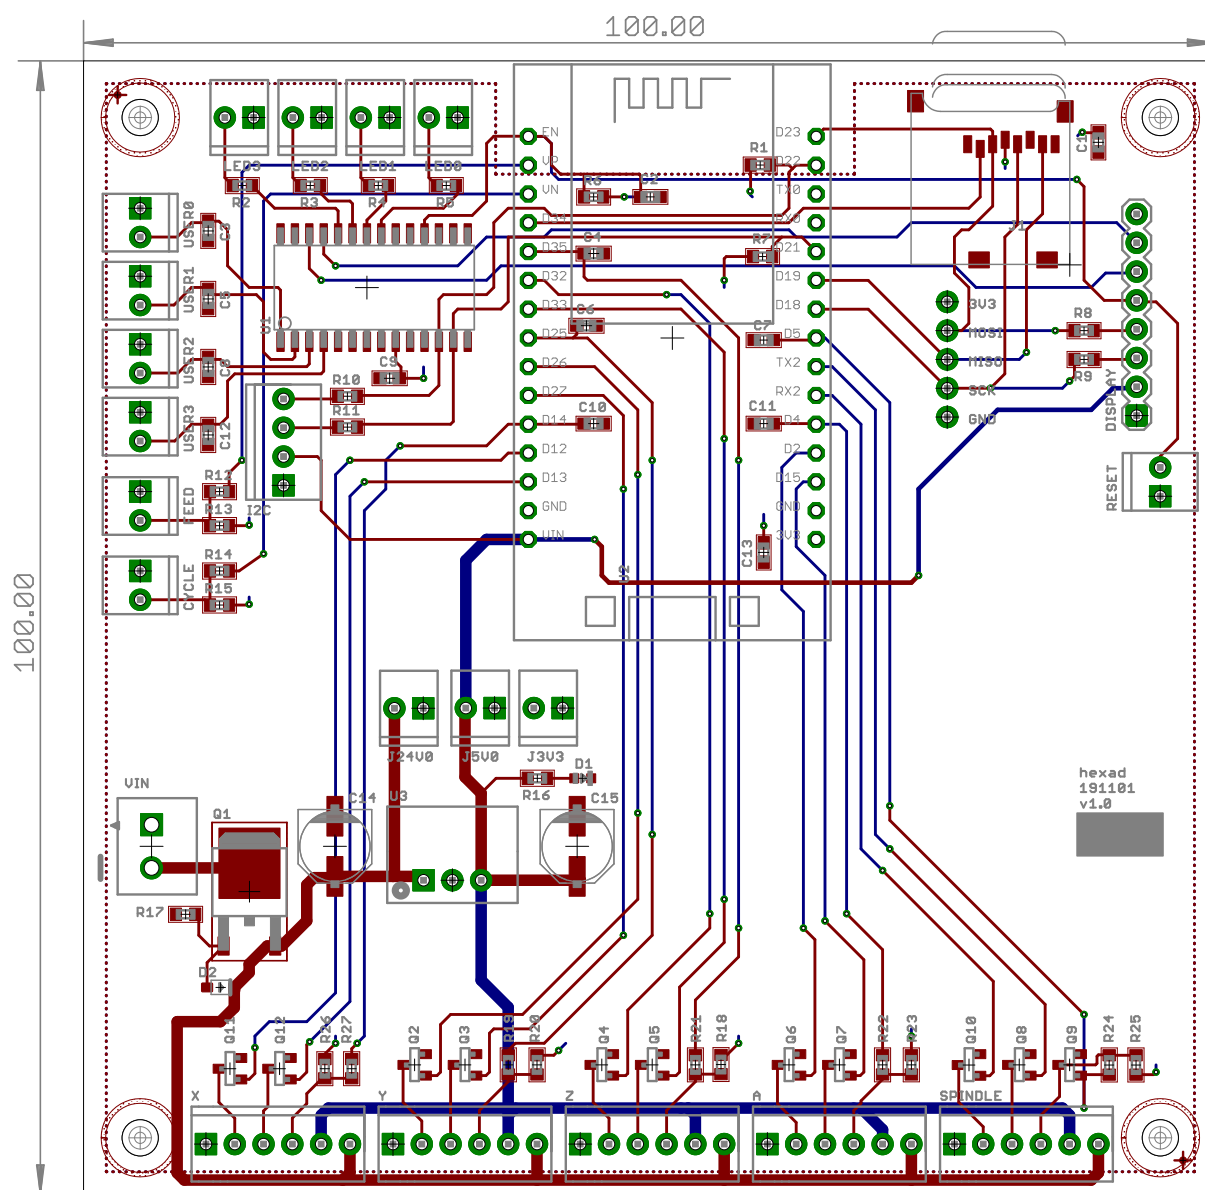 100.00
100.00
LED3
LED2
LED1
LED0
R2
R3
R4
R5
USER0
C3
USER1
C5
USER2
C8
USER3
C12
U1
C9
R10
R11
I2C
R12
FEED
R13
R14
CYCLE
R15
EN
VP
VN
D34
D35
D32
D33
D25
D26
D27
D14
D12
D13
GND
VIN
D23
D22
TX0
RX0
D21
D19
D18
D5
TX2
RX2
D4
D2
D15
GND
3V3
R1
R6
C2
C4
R7
C6
C7
C10
C11
C13
U2
C1
J1
3V3
MOSI
MISO
SCK
GND
R8
R9
DISPLAY
RESET
J24V0
J5V0
J3V3
R16
D1
VIN
Q1
C14
U3
C15
R17
D2
hexad
191101
v1.0
Q11
Q12
R26
R27
Q2
Q3
R19
R20
Q4
Q5
R21
R18
Q6
Q7
R22
R23
Q10
Q8
Q9
R24
R25
X
Y
Z
A
SPINDLE